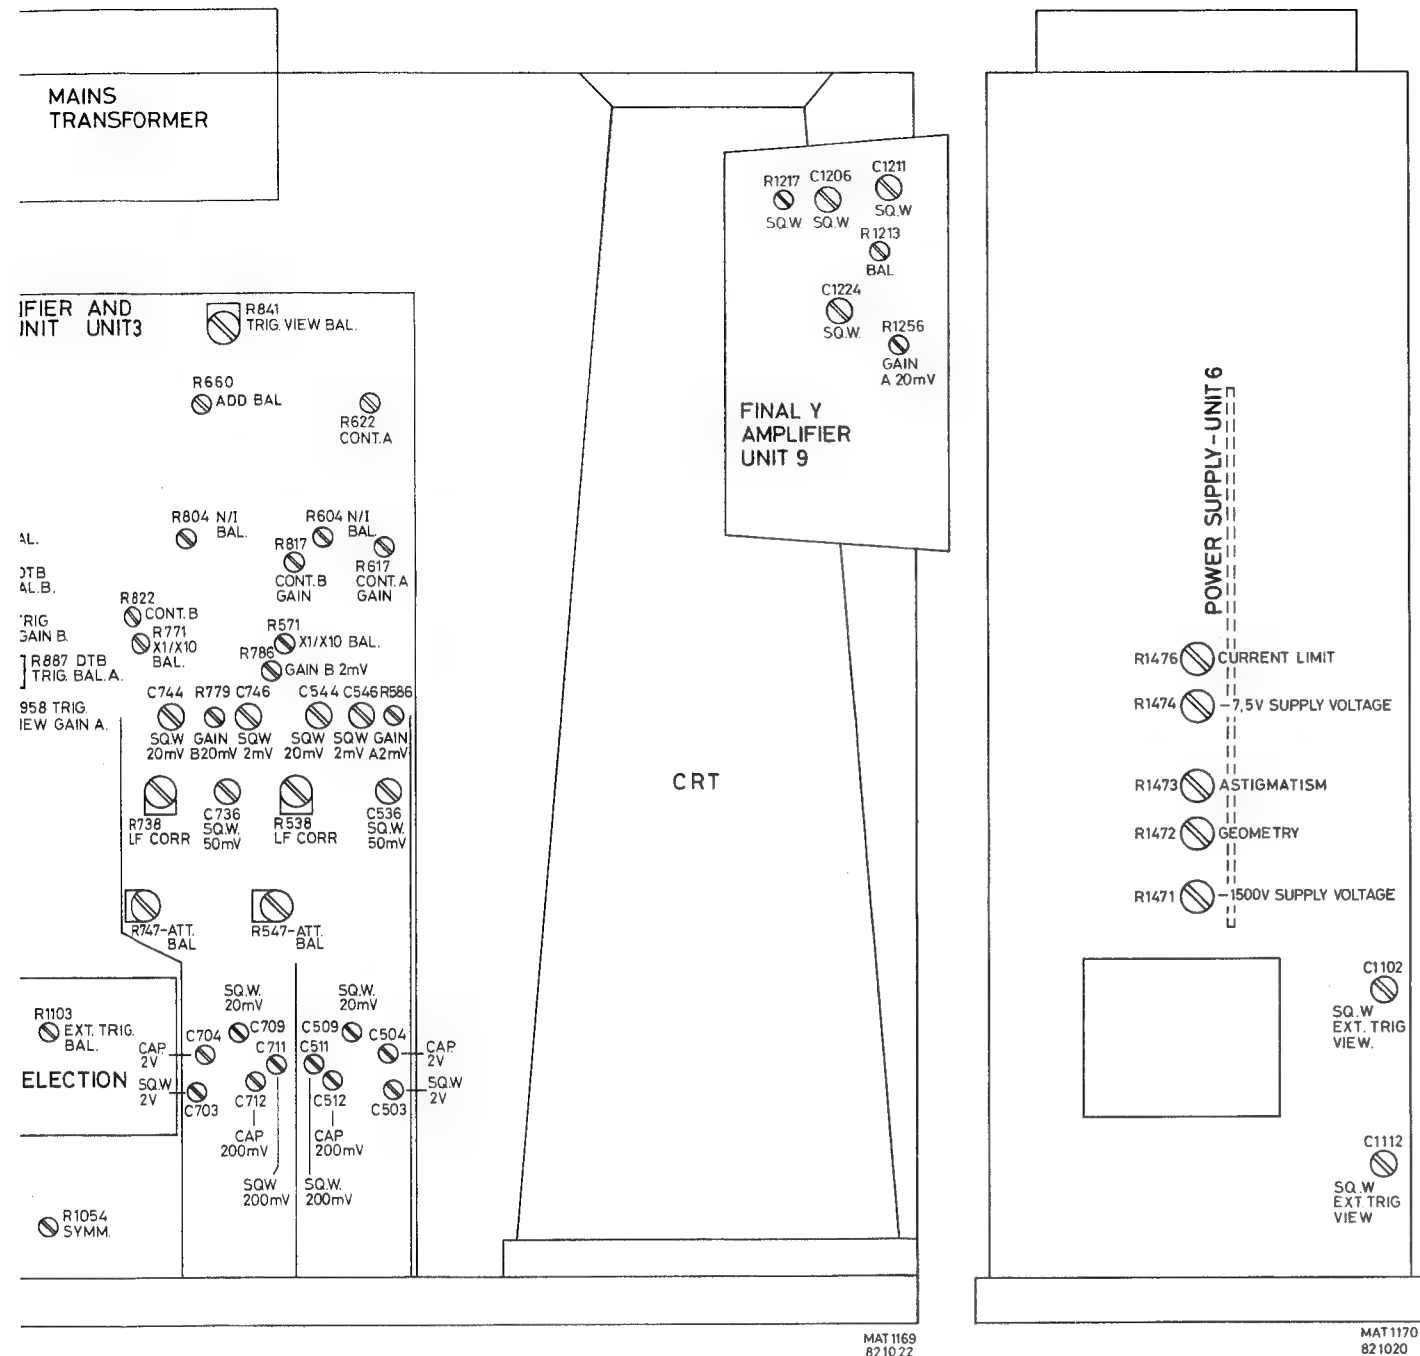 MAINS
TRANSFORMER
IFIER AND
INIT UNIT3
R841
TRIG. VIEW BAL.
R660
ADD BAL
R622
CONT.A
R804 N/I
BAL.
R604 N/I
BAL.
R817
CONT.B
GAIN
R617
CONT.A
GAIN
AL.
DTB
AL.B.
TRIG
GAIN B.
R887 DTB
TRIG. BAL.A.
958 TRIG.
IEW GAIN A.
R822
CONT.B
R771
X1/X10
BAL.
R571
X1/X10 BAL.
R786
GAIN B 2mV
C744 R779 C746 C544 C546 R586
SQ.W GAIN SQW SQW SQW GAIN
20mV B20mV 2mV 20mV 2mV A2mV
R738
LF CORR
C736
SQ.W.
50mV
R538
LF CORR
C536
SQ.W.
50mV
R747-ATT.
BAL
R547-ATT.
BAL
R1103
EXT. TRIG.
BAL.
ELECTION
R1054
SYMM.
SQ.W.
20mV
SQ.W.
20mV
C704
C709
C509
C504
CAP.
2V
C711
C511
CAP.
2V
SQ.W
2V
C703
C712
C512
C503
SQ.W
2V
CAP
200mV
CAP
200mV
SQW
200mV
SQ.W.
200mV
CRT
R1217
SQ.W
C1206
SQ.W
C1211
SQ.W
R1213
BAL
C1224
SQ.W.
R1256
GAIN
A 20mV
FINAL Y
AMPLIFIER
UNIT 9
MAT1169
821022
POWER SUPPLY-UNIT 6
R1476 CURRENT LIMIT
R1474 -7,5V SUPPLY VOLTAGE
R1473 ASTIGMATISM
R1472 GEOMETRY
R1471 -1500V SUPPLY VOLTAGE
C1102
SQ.W
EXT. TRIG
VIEW.
C1112
SQ.W
EXT.TRIG
VIEW
MAT1170
821020